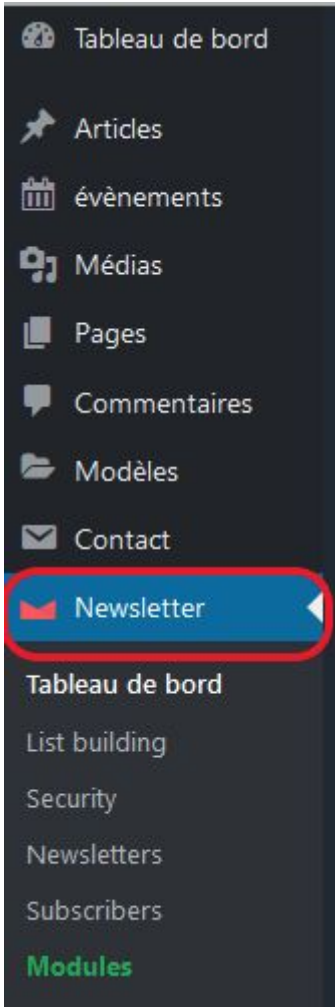 Tableau de bord
Articles
évènements
Médias
Pages
Commentaires
Modèles
Contact
Newsletter
Tableau de bord
List building
Security
Newsletters
Subscribers
Modules